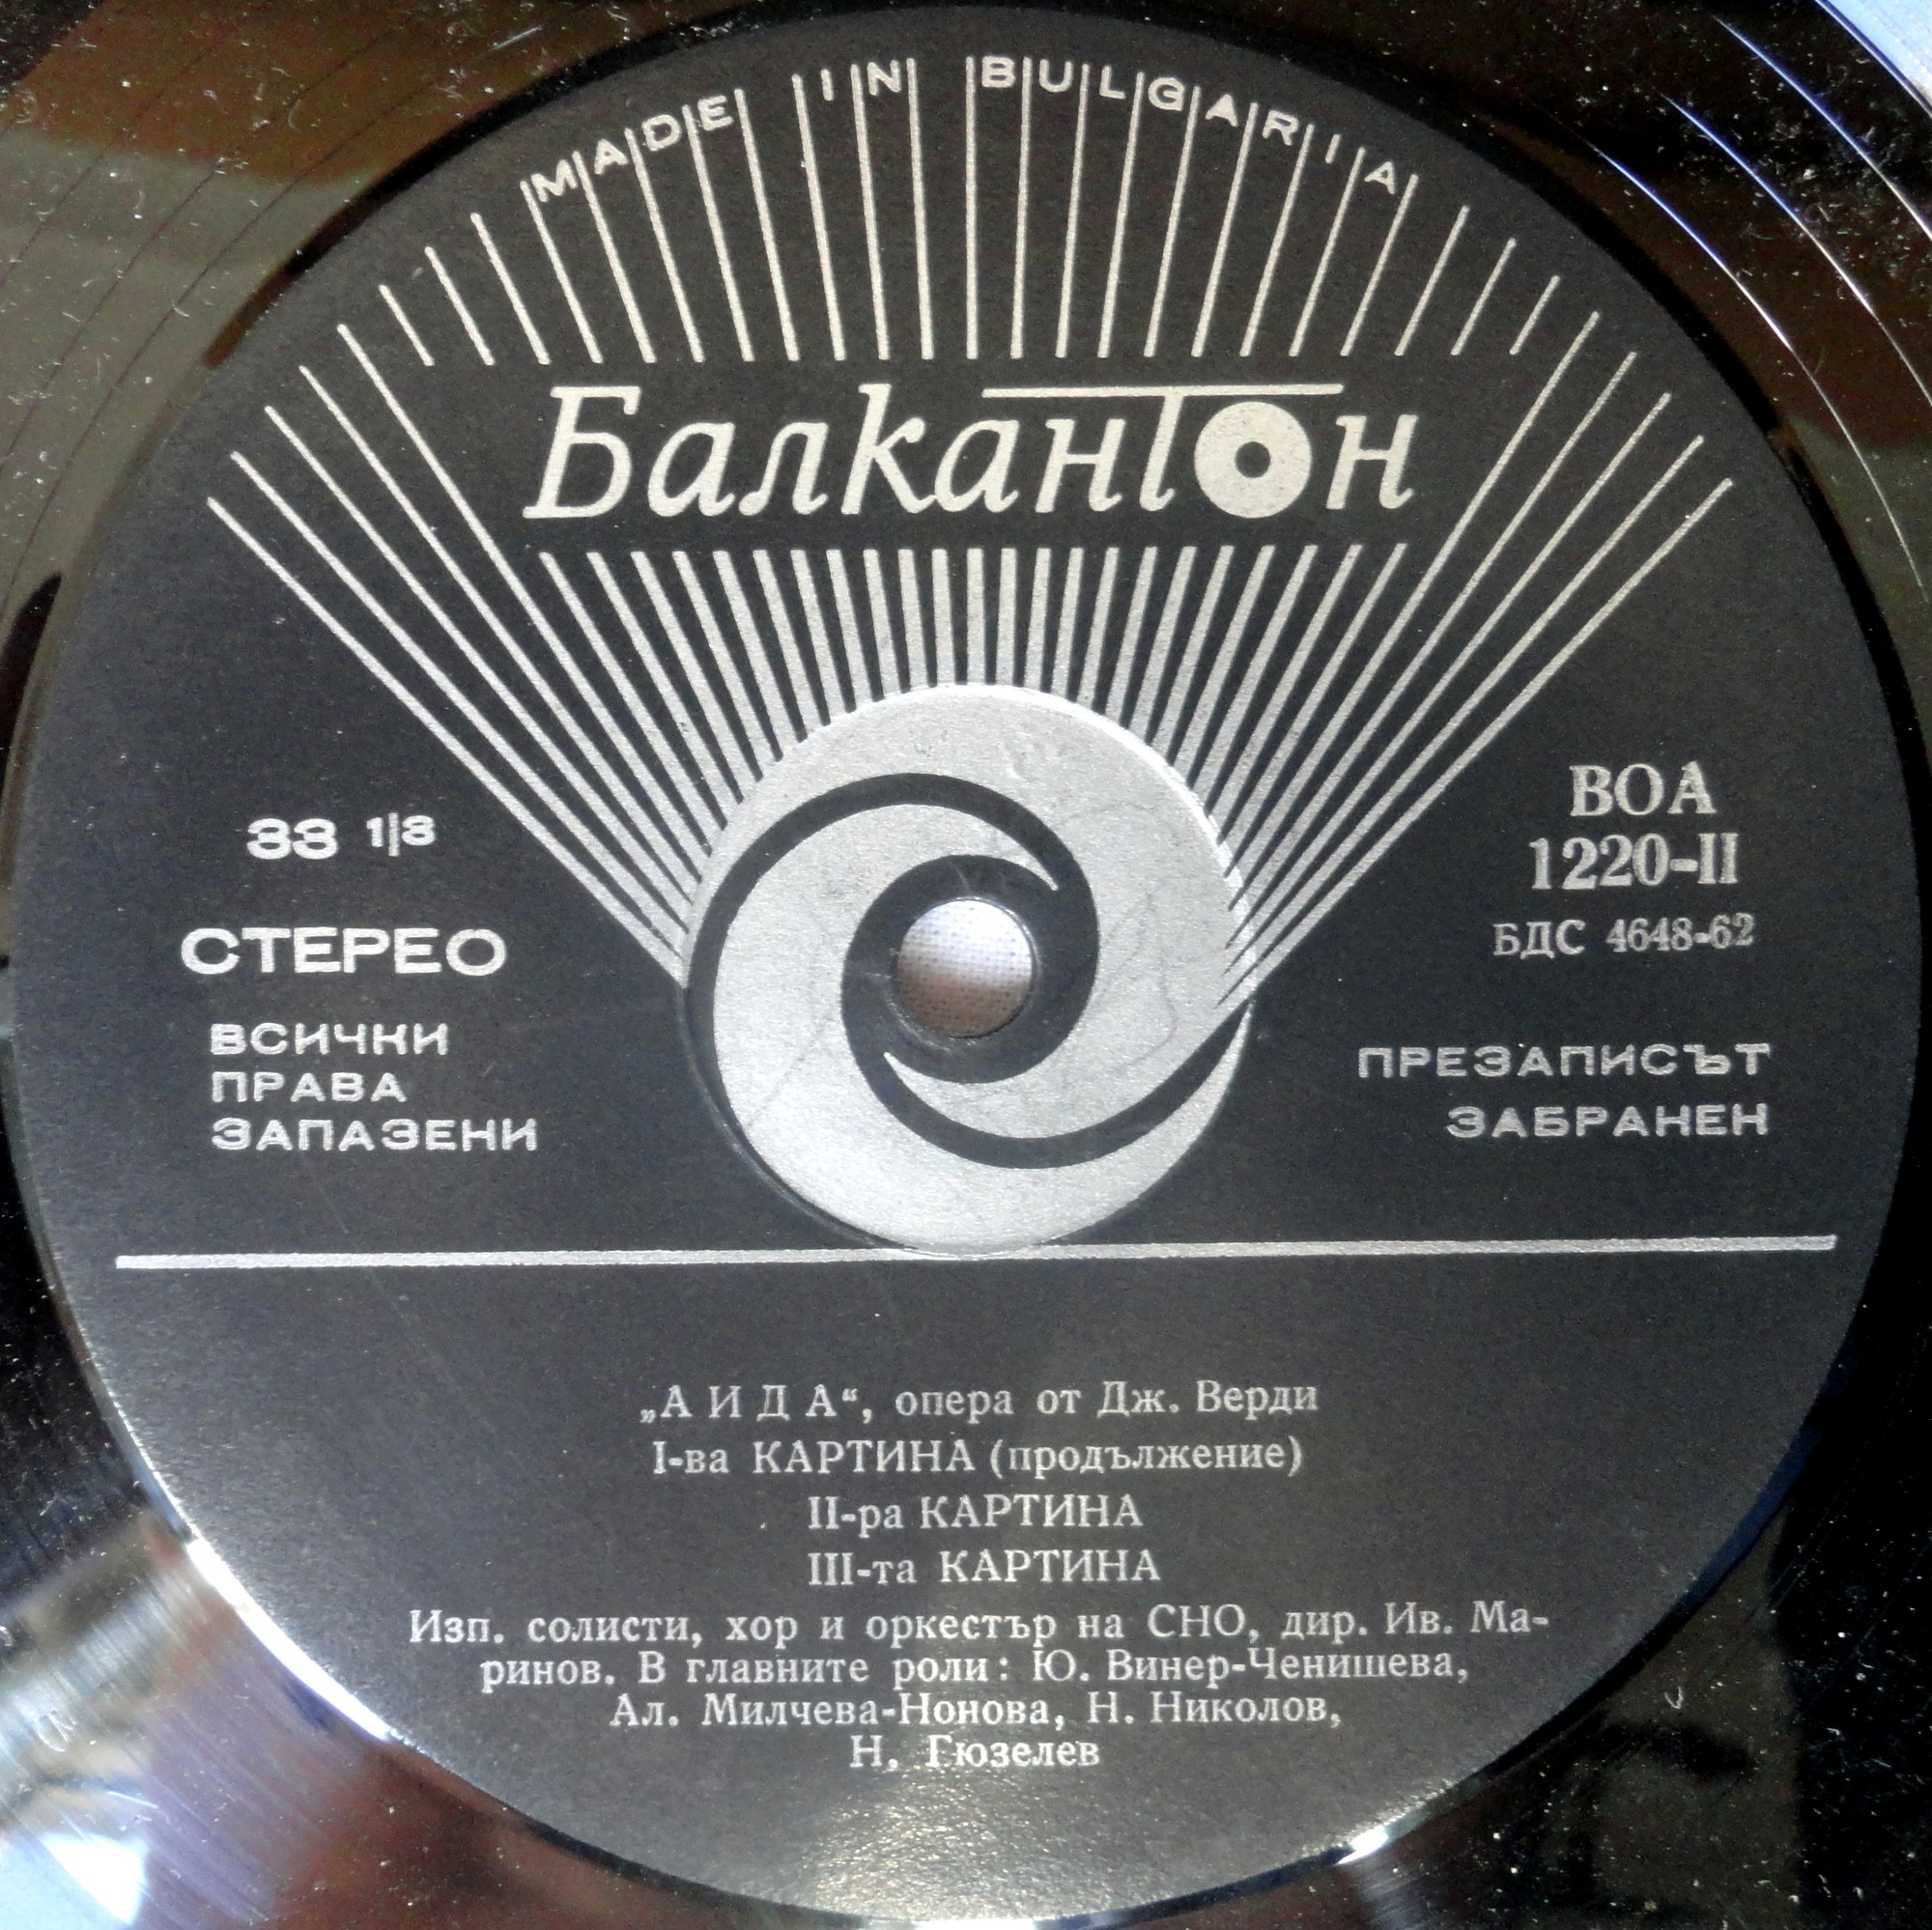 MADE IN BULGARIA
Балкантон
33 1/3
СТЕРЕО
ВСИЧКИ
ПРАВА
ЗАПАЗЕНИ
ВОА
1220-II
БДС 4648-62
ПРЕЗАПИСЪТ
ЗАБРАНЕН
„АИДА“, опера от Дж. Верди
I-ва КАРТИНА (продължение)
II-ра КАРТИНА
III-та КАРТИНА
Изп. солисти, хор и оркестър на СНО, дир. Ив. Ма-
ринов. В главните роли: Ю. Винер-Ченишева,
Ал. Милчева-Нонова, Н. Николов,
Н. Гюзелев